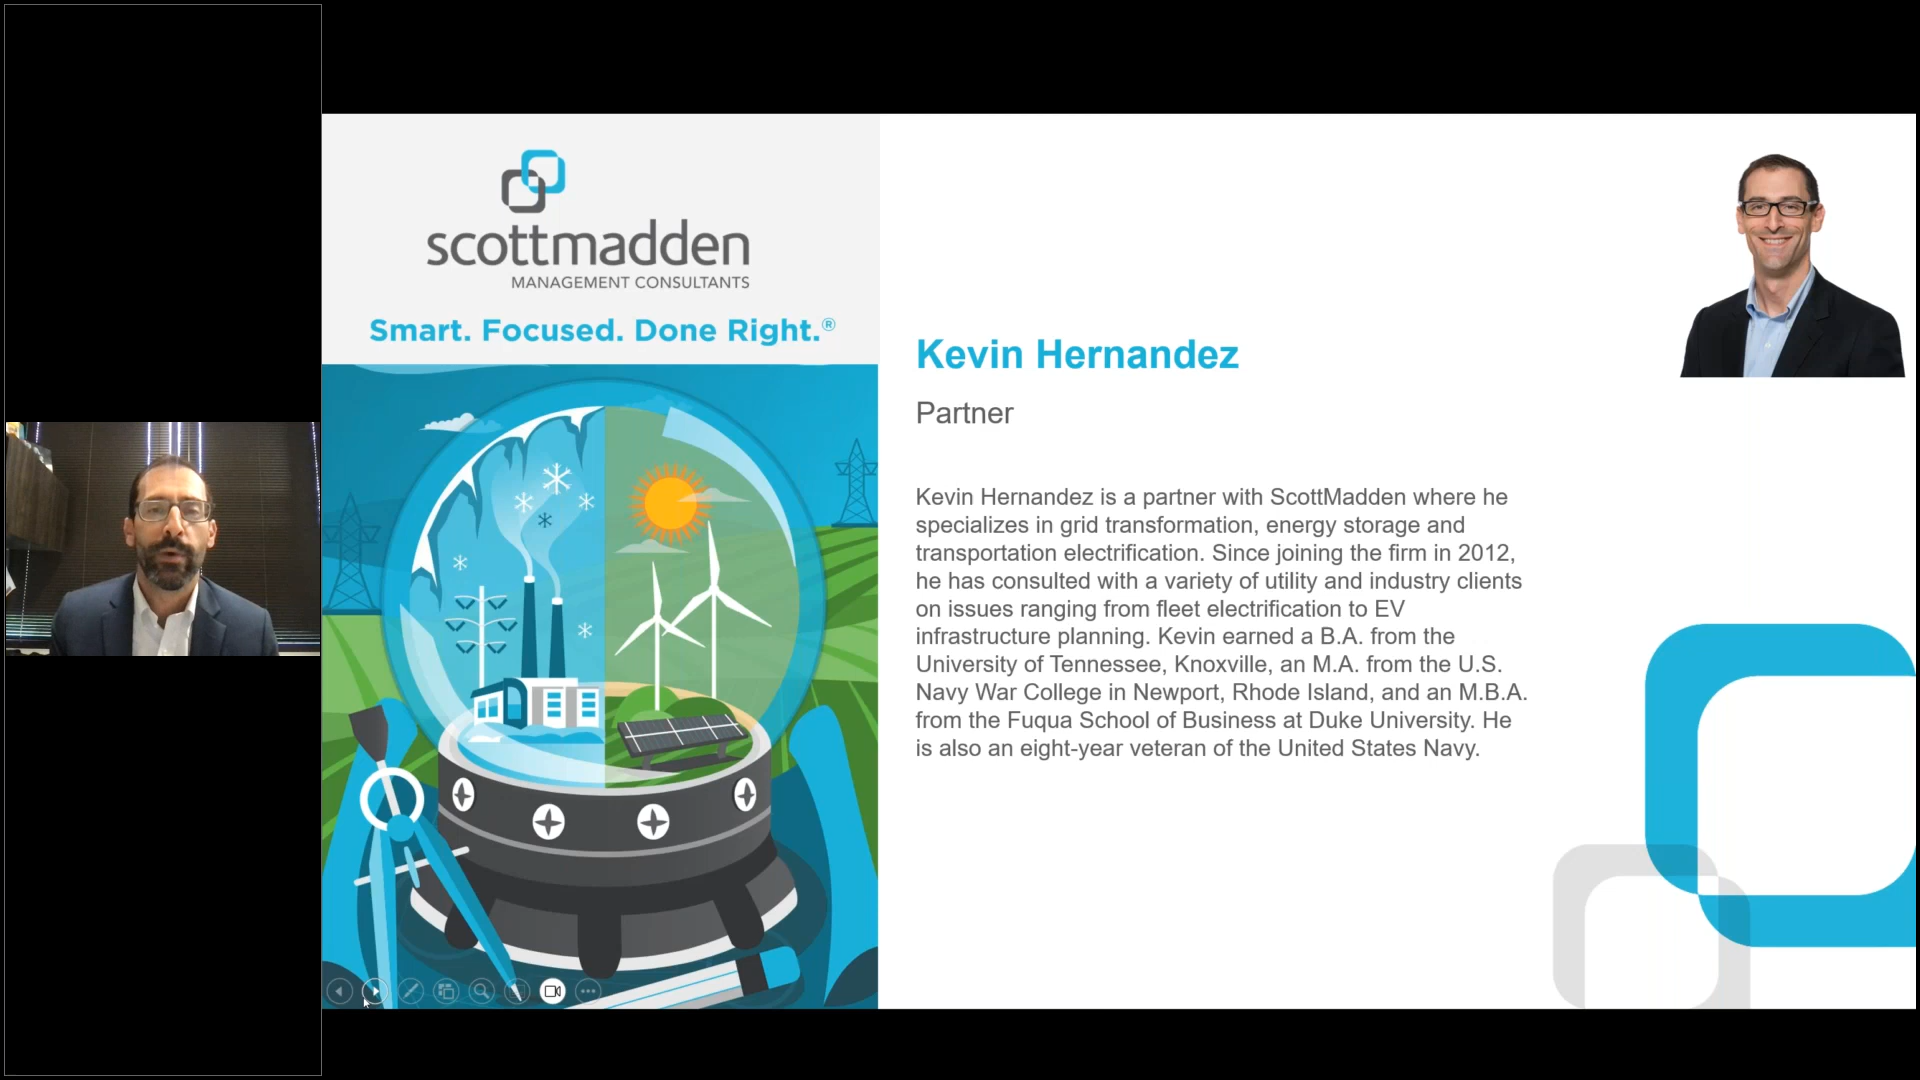 scottmadden
MANAGEMENT CONSULTANTS
Smart. Focused. Done Right.®
Kevin Hernandez
Partner
Kevin Hernandez is a partner with ScottMadden where he
specializes in grid transformation, energy storage and
transportation electrification. Since joining the firm in 2012,
he has consulted with a variety of utility and industry clients
on issues ranging from fleet electrification to EV
infrastructure planning. Kevin earned a B.A. from the
University of Tennessee, Knoxville, an M.A. from the U.S.
Navy War College in Newport, Rhode Island, and an M.B.A.
from the Fuqua School of Business at Duke University. He
is also an eight-year veteran of the United States Navy.